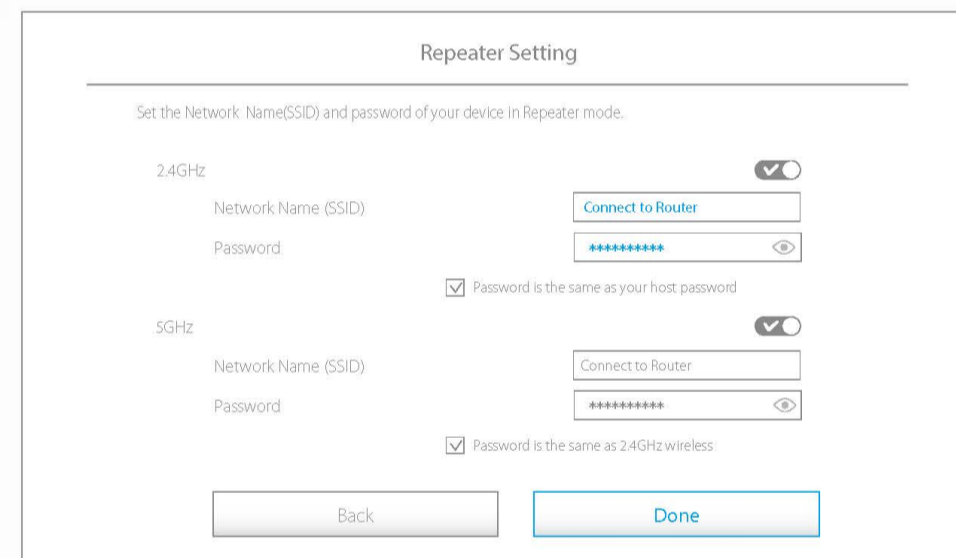 Repeater Setting
Set the Network Name(SSID) and password of your device in Repeater mode.
2.4GHz
Network Name (SSID) Connect to Router
Password **********
Password is the same as your host password
5GHz
Network Name (SSID) Connect to Router
Password **********
Password is the same as 2.4GHz wireless
Back Done